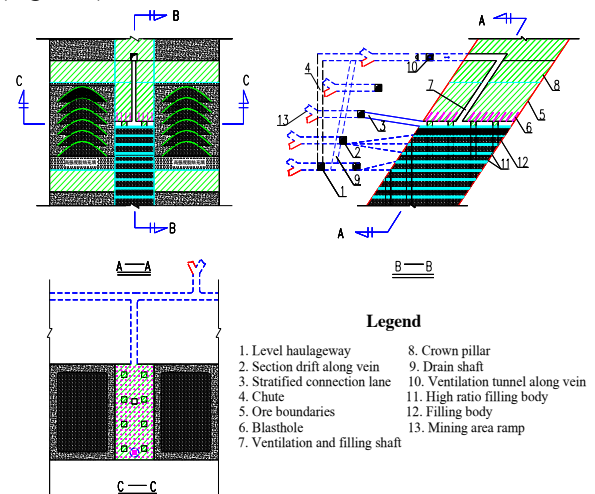 B
A
C C
10
4
7
8
13
5
3
6
2
11
12
1
9
B
A
A — A
B — B
Legend
1. Level haulageway
2. Section drift along vein
3. Stratified connection lane
4. Chute
5. Ore boundaries
6. Blasthole
7. Ventilation and filling shaft
8. Crown pillar
9. Drain shaft
10. Ventilation tunnel along vein
11. High ratio filling body
12. Filling body
13. Mining area ramp
C — C